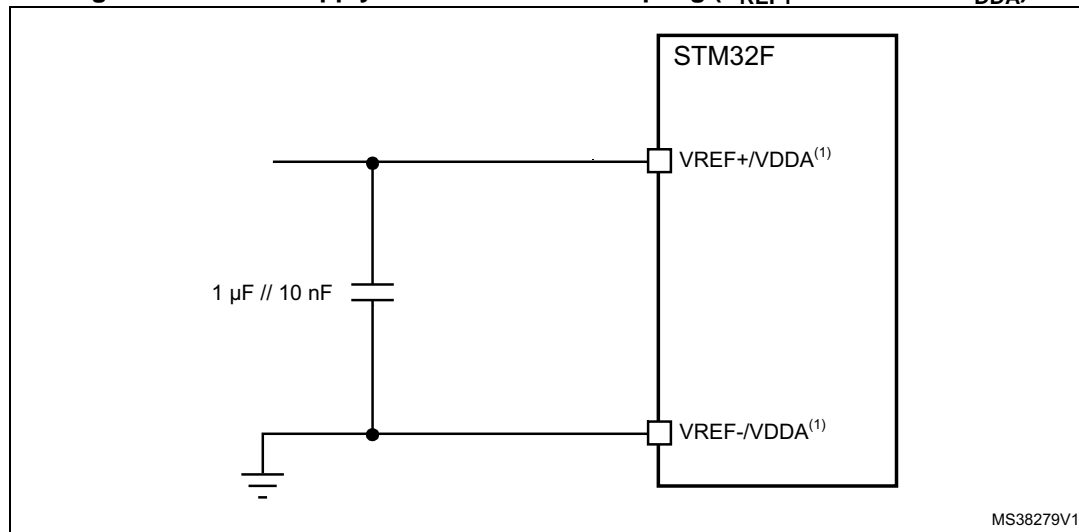 STM32F
VREF+/VDDA(1)
1 µF // 10 nF
VREF-/VDDA(1)
MS38279V1